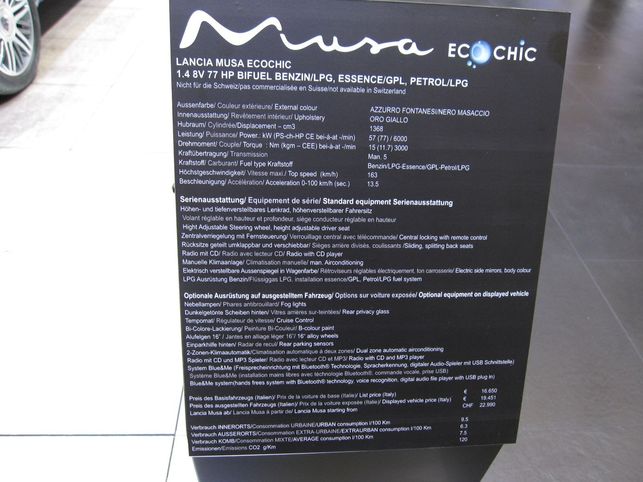 Musa ECOCHIC
LANCIA MUSA ECOCHIC
1.4 8V 77 HP BIFUEL BENZIN/LPG, ESSENCE/GPL, PETROL/LPG
Nicht für die Schweiz/pas commercialisée en Suisse/not available in Switzerland
Aussenfarbe/ Couleur extérieure/ External colour AZZURRO FONTANESI/NERO MASACCIO
Innenausstattung/ Revêtement intérieur/ Upholstery ORO GIALLO
Hubraum/ Cylindrée/Displacement – cm3 1368
Leistung/ Puissance/ Power.: kW (PS-ch-HP CE bei-à-at -/min) 57 (77) / 6000
Drehmoment/ Couple/ Torque : Nm (kgm – CEE) bei-à-at -/min) 15 (11.7) 3000
Kraftübertragung/ Transmission Man. 5
Kraftstoff/ Carburant/ Fuel type Kraftstoff Benzin/LPG-Essence/GPL-Petrol/LPG
Höchstgeschwindigkeit/ Vitesse maxi./ Top speed (km/h) 163
Beschleunigung/ Accélération/ Acceleration 0-100 km/h (sec.) 13.5
Serienausstattung/ Equipement de série/ Standard equipment Serienausstattung
Höhen- und tiefenverstellbares Lenkrad, höhenverstellbarer Fahrersitz
Volant réglable en hauteur et profondeur, siège conducteur réglable en hauteur
Hight Adjustable Steering wheel, height adjustable driver seat
Zentralverriegelung mit Fernsteuerung/ Verrouillage central avec télécommande/ Central locking with remote control
Rücksitze geteilt umklappbar und verschiebbar/ Sièges arrière divisés, coulissants /Sliding, splitting back seats
Radio mit CD/ Radio avec lecteur CD/ Radio with CD player
Manuelle Klimaanlage/ Climatisation manuelle/ man. Airconditioning
Elektrisch verstellbare Aussenspiegel in Wagenfarbe/ Rétroviseurs réglables électriquement, ton carrosserie/ Electric side mirrors, body colour
LPG Ausrüstung Benzin/ Flüssiggas LPG, installation essence/GPL, Petrol/LPG fuel system
Optionale Ausrüstung auf ausgestelltem Fahrzeug/ Options sur voiture exposée/ Optional equipment on displayed vehicle
Nebellampen/ Phares antibrouillard/ Fog lights
Dunkelgetönte Scheiben hinten/ Vitres arrières sur-teintées/ Rear privacy glass
Tempomat/ Régulateur de vitesse/ Cruise Control
Bi-Colore-Lackierung/ Peinture Bi-Couleur/ B-colour paint
Alufelgen 16" / Jantes en alliage léger 16"/ 16" alloy wheels
Einparkhilfe hinten/ Radar de recul/ Rear parking sensors
2-Zonen-Klimaautomatik/ Climatisation automatique à deux zones/ Dual zone automatic airconditioning
Radio mit CD und MP3 Spieler/ Radio avec lecteur CD et MP3/ Radio with CD and MP3 player
System Blue&Me (Freisprecheinrichtung mit Bluetooth® Technologie, Spracherkennung, digitaler Audio-Spieler mit USB Schnittstelle)
Système Blue&Me (installation mains libres avec technologie Bluetooth®, commande vocale, prise USB)
Blue&Me system(hands frees system with Bluetooth® technology, voice recognition, digital audio file player with USB plug in)
Preis des Basisfahrzeugs (Italien)/ Prix de la voiture de base (Italie)/ List price (Italy) € 16.650
Preis des ausgestellten Fahrzeugs (Italien) / Prix de la voiture exposée (Italie)/ Displayed vehicle price (Italy) € 19.451
Lancia Musa ab/ Lancia Musa à partir de/ Lancia Musa starting from CHF 22.990
Verbrauch INNERORTS/Consommation URBAINE/URBAN consumption l/100 Km 9.5
Verbrauch AUSSERORTS/Consommation EXTRA-URBAINE/EXTRAURBAN consumption l/100 Km 6.3
Verbrauch KOMB/Consommation MIXTE/AVERAGE consumption l/100 Km 7.5
Emissionen/Emissions CO2 g/Km 120